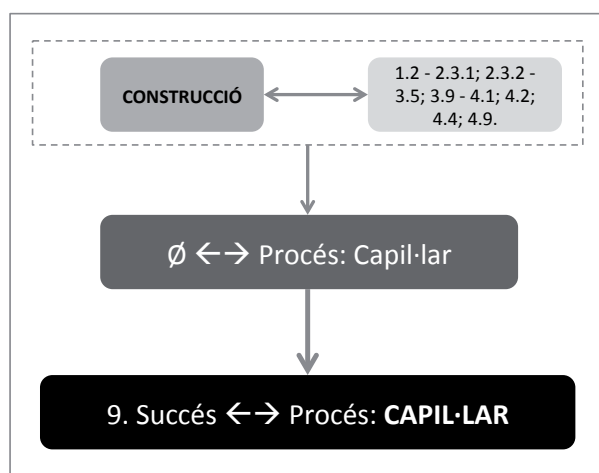 CONSTRUCCIÓ
1.2 - 2.3.1; 2.3.2 -
3.5; 3.9 - 4.1; 4.2;
4.4; 4.9.
Ø ←→ Procés: Capil·lar
9. Succés ←→ Procés: CAPIL·LAR